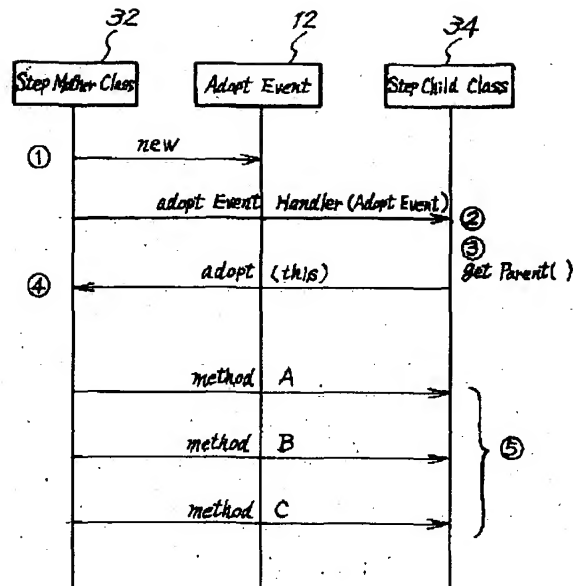 32 12 34
Step Mother Class Adopt Event Step Child Class
① new
adopt Event Handler (Adopt Event) ②
③
④ adopt (this) get Parent( )
method A
method B ⑤
method C